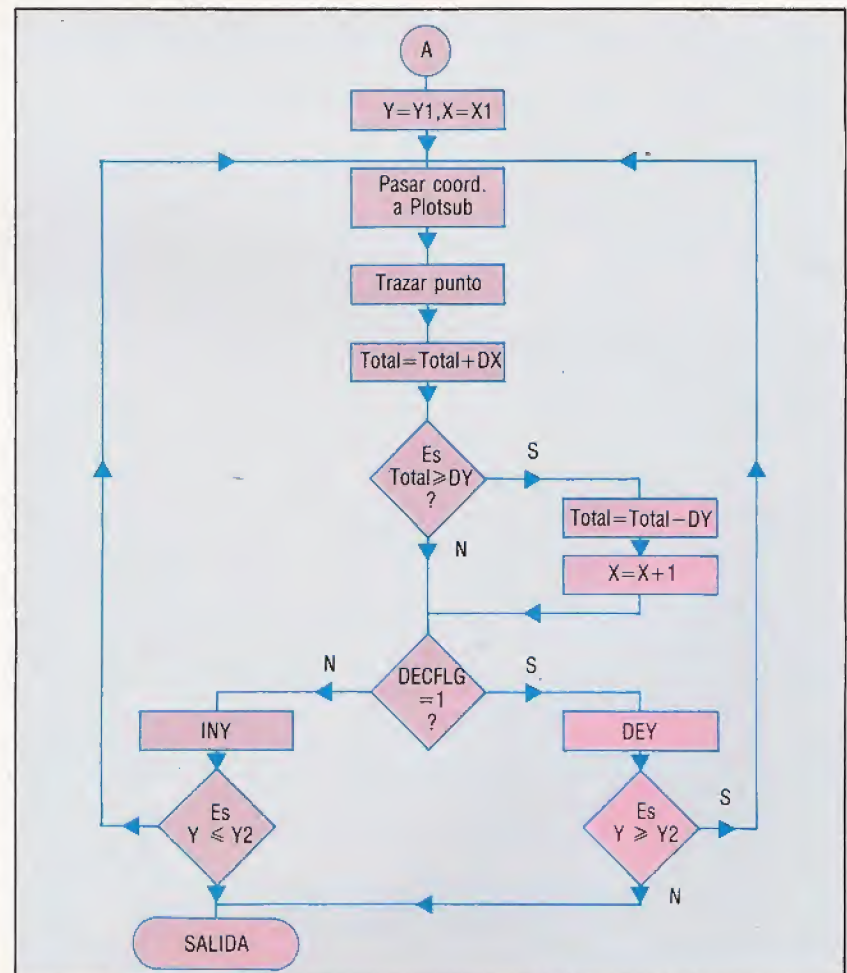 A
Y=Y1,X=X1
Pasar coord.
a Plotsub
Trazar punto
Total=Total+DX
Es
Total⩾DY
?
S
N
Total=Total−DY
X=X+1
DECFLG
=1
?
N
S
INY
DEY
Es
Y ⩽ Y2
Es
Y ⩾ Y2
S
N
SALIDA